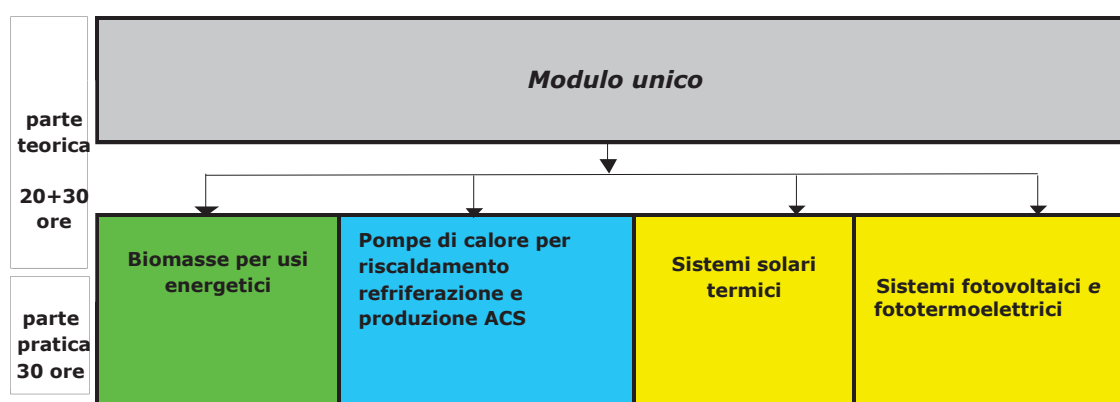 Modulo unico
parte
teorica
20+30
ore
Biomasse per usi
energetici
Pompe di calore per
riscaldamento
refriferazione e
produzione ACS
Sistemi solari
termici
Sistemi fotovoltaici e
fototermoelettrici
parte
pratica
30 ore